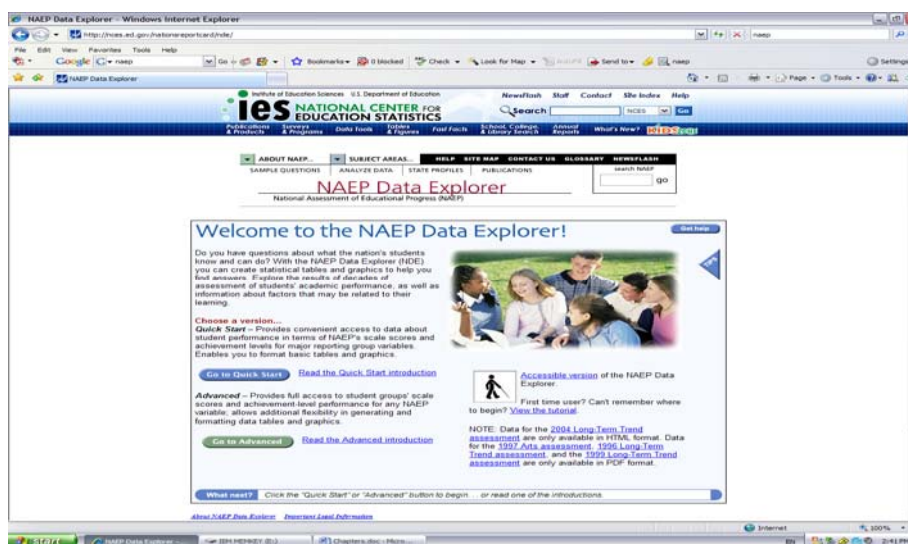 NAEP Data Explorer - Windows Internet Explorer
http://nces.ed.gov/nationsreportcard/nde/ naep
File Edit View Favorites Tools Help
Google naep Go Bookmarks 0 blocked Check Look for Map Send to naep Settings
NAEP Data Explorer Page Tools
Institute of Education Sciences U.S. Department of Education NewsFlash Staff Contact Site Index Help
ies NATIONAL CENTER FOR EDUCATION STATISTICS
Search NCES Go
Publications & Products Surveys & Programs Data Tools Tables & Figures Fast Facts School, College, & Library Search Annual Reports What's New? KIDS
ABOUT NAEP... SUBJECT AREAS... HELP SITE MAP CONTACT US GLOSSARY NEWSFLASH
SAMPLE QUESTIONS ANALYZE DATA STATE PROFILES PUBLICATIONS search NAEP
NAEP Data Explorer go
National Assessment of Educational Progress (NAEP)
Welcome to the NAEP Data Explorer!
Get help
Do you have questions about what the nation's students
know and can do? With the NAEP Data Explorer (NDE)
you can create statistical tables and graphics to help you
find answers. Explore the results of decades of
assessment of students' academic performance, as well as
information about factors that may be related to their
learning.
Choose a version...
Quick Start – Provides convenient access to data about
student performance in terms of NAEP's scale scores and
achievement levels for major reporting group variables.
Enables you to format basic tables and graphics.
Go to Quick Start Read the Quick Start introduction
Advanced – Provides full access to student groups' scale
scores and achievement-level performance for any NAEP
variable; allows additional flexibility in generating and
formatting data tables and graphics.
Go to Advanced Read the Advanced introduction
Accessible version of the NAEP Data
Explorer.
First time user? Can't remember where
to begin? View the tutorial.
NOTE: Data for the 2004 Long-Term Trend
assessment are only available in HTML format. Data
for the 1997 Arts assessment, 1996 Long-Term
Trend assessment, and the 1999 Long-Term Trend
assessment are only available in PDF format.
What next? Click the "Quick Start" or "Advanced" button to begin . . . or read one of the introductions.
About NAEP Data Explorer Important Legal Information
Internet 100%
Start NAEP Data Explorer -... IBM MEMKEY (E:) Chapters.doc - Micro... EN 2:41 PM